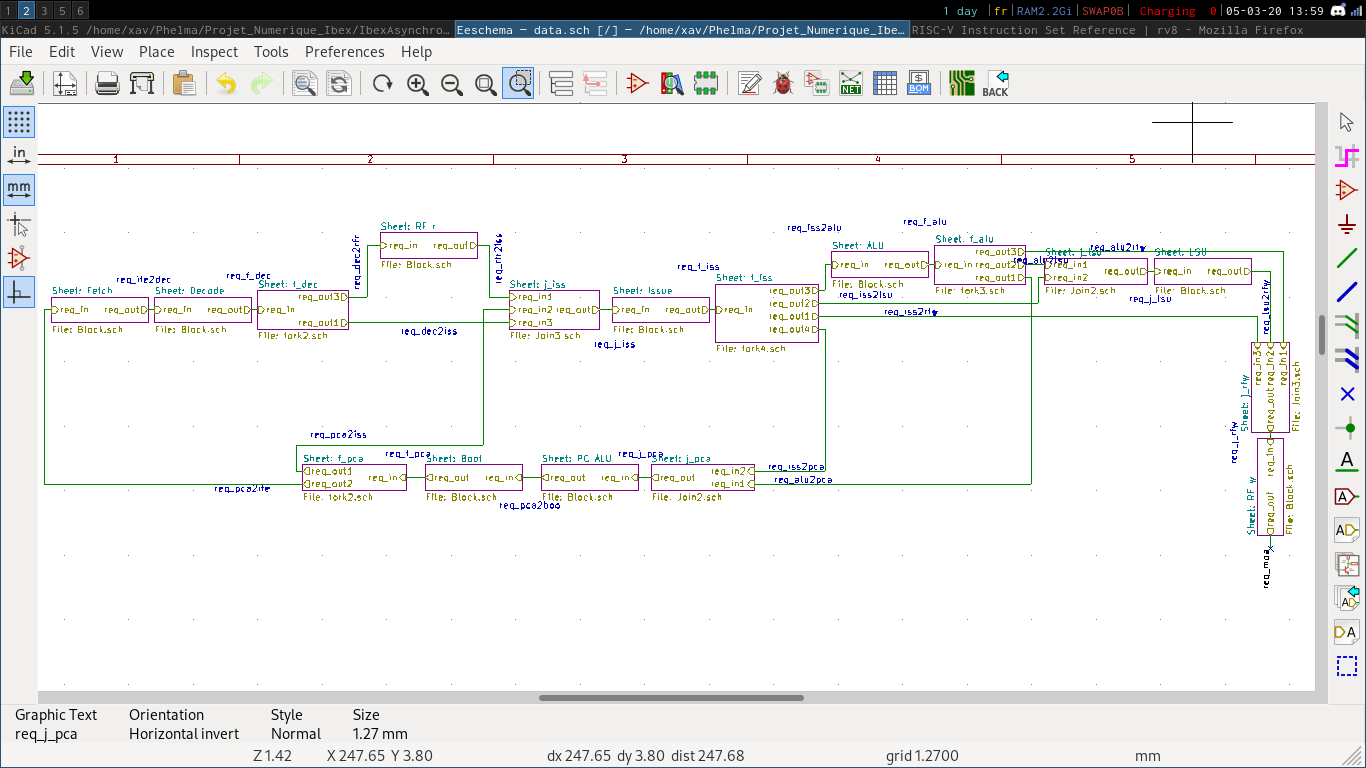 1 2 3 5 6
1 day fr RAM2.2Gi SWAP0B Charging 0 05-03-20 13:59
KiCad 5.1.5 /home/xav/Phelma/Projet_Numerique_Ibex/IbexAsynchro…
Eeschema — data.sch [/] — /home/xav/Phelma/Projet_Numerique_Ibe…
RISC-V Instruction Set Reference | rv8 - Mozilla Firefox
File Edit View Place Inspect Tools Preferences Help
NET BOM BACK
in
mm
1 2 3 4 5
req_iss2alu req_f_alu
Sheet: RF_r
req_in req_out
File: Block.sch
req_dec2rfr
req_rfr2iss
Sheet: ALU
req_in req_out
File: Block.sch
Sheet: f_alu
req_out3
req_out2
req_out1
File: fork3.sch
req_alu2rfw
req_alu2lsu
Sheet: j_lsu
req_in1
req_in2
req_out
File: Join2.sch
Sheet: LSU
req_in req_out
File: Block.sch
req_j_lsu
req_lsu2rfw
req_ife2dec
req_f_dec
Sheet: Fetch
req_in req_out
File: Block.sch
Sheet: Decode
req_in req_out
File: Block.sch
Sheet: f_dec
req_in
req_out3
req_out1
File: fork2.sch
req_dec2iss
Sheet: j_iss
req_in1
req_in2 req_out
req_in3
File: Join3.sch
req_j_iss
Sheet: Issue
req_in req_out
File: Block.sch
req_f_iss
Sheet: f_iss
req_in
req_out3
req_out2
req_out1
req_out4
File: fork4.sch
req_iss2lsu
req_iss2rfw
Sheet: j_rfw
req_in3
req_in2
req_in1
req_out
File: Join3.sch
req_j_rfw
Sheet: RF_w
req_in
req_out
File: Block.sch
req_pca2iss
Sheet: f_pca
req_out1
req_out2
req_in
File: fork2.sch
req_pca2ife
req_f_pca
Sheet: Boot
req_out req_in
File: Block.sch
req_pca2boo
Sheet: PC_ALU
req_out req_in
File: Block.sch
req_j_pca
Sheet: j_pca
req_out
req_in2
req_in1
File: Join2.sch
req_iss2pca
req_alu2pca
Graphic Text Orientation Style Size
req_j_pca Horizontal invert Normal 1.27 mm
Z 1.42 X 247.65 Y 3.80 dx 247.65 dy 3.80 dist 247.68 grid 1.2700 mm